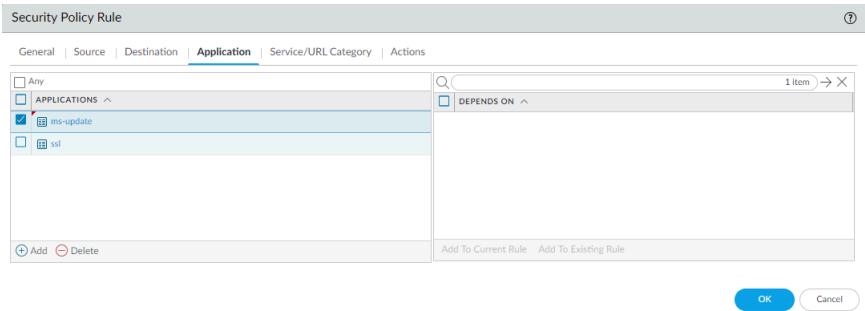 Security Policy Rule
General | Source | Destination | Application | Service/URL Category | Actions
Any
1 item
APPLICATIONS
DEPENDS ON
ms-update
ssl
Add Delete
Add To Current Rule Add To Existing Rule
OK Cancel